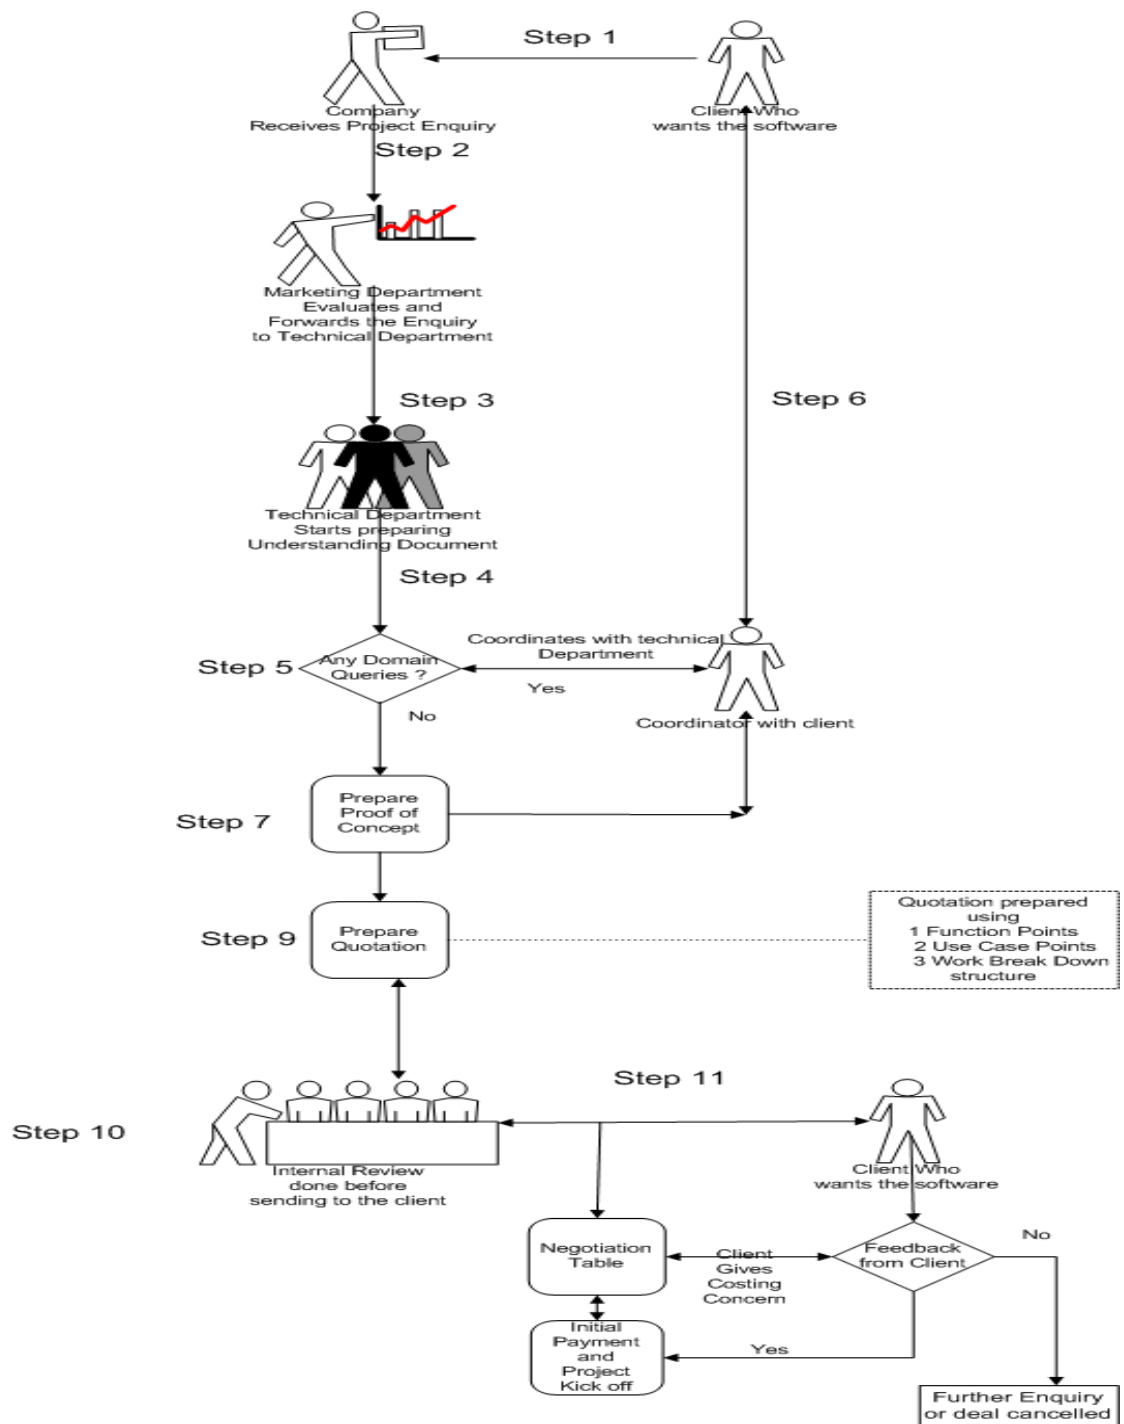 Step 1
Company
Receives Project Enquiry
Client Who
wants the software
Step 2
Marketing Department
Evaluates and
Forwards the Enquiry
to Technical Department
Step 3
Step 6
Technical Department
Starts preparing
Understanding Document
Step 4
Step 5
Any Domain
Queries ?
Coordinates with technical
Department
Yes
No
Coordinator with client
Step 7
Prepare
Proof of
Concept
Step 9
Prepare
Quotation
Quotation prepared
using
1 Function Points
2 Use Case Points
3 Work Break Down
structure
Step 11
Step 10
Internal Review
done before
sending to the client
Client Who
wants the software
Negotiation
Table
Client
Gives
Costing
Concern
Feedback
from Client
No
Initial
Payment
and
Project
Kick off
Yes
Further Enquiry
or deal cancelled